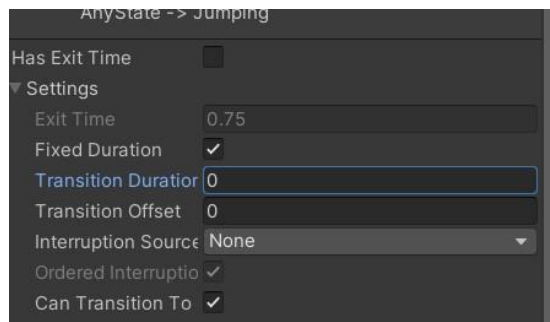 AnyState -> Jumping
Has Exit Time
Settings
Exit Time 0.75
Fixed Duration
Transition Duration 0
Transition Offset 0
Interruption Source None
Ordered Interruptio
Can Transition To